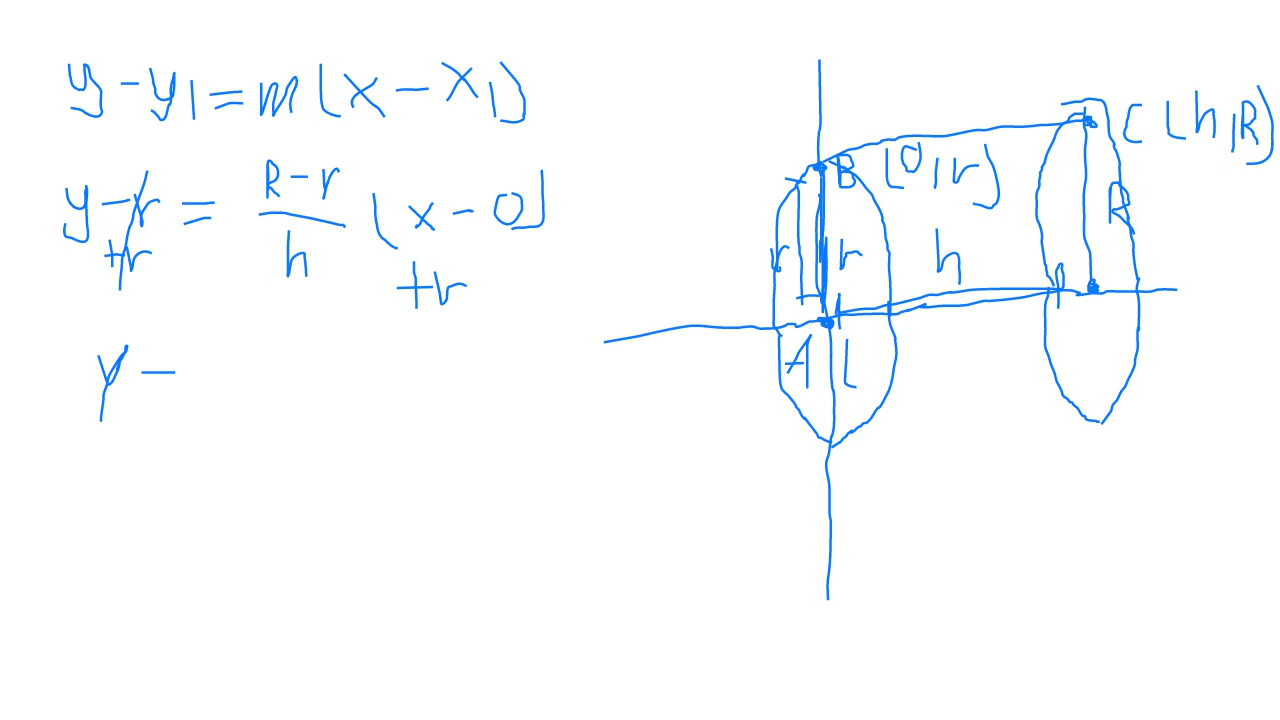 y - y1 = m(x - x1)
y - r = R - r / h (x - 0)
+r +r
y -
C (h, R)
B (0, r)
r r h R
A